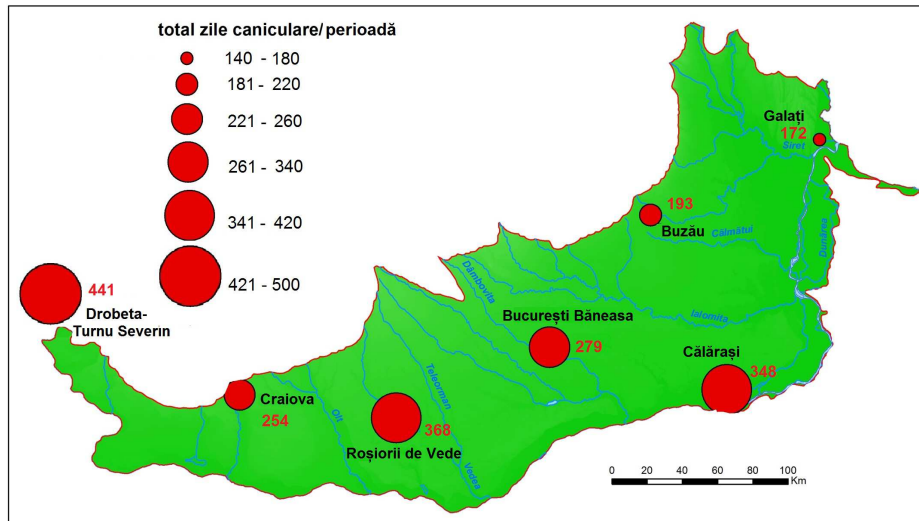 total zile caniculare/ perioadă
140 - 180
181 - 220
221 - 260
261 - 340
341 - 420
421 - 500
Galați
172
Siret
193
Buzău
Călmățui
Dunărea
441
Drobeta-
Turnu Severin
Dâmbovița
Ialomița
București Băneasa
279
Călărași
348
Craiova
254
Olt
Teleorman
368
Roșiorii de Vede
Vedea
0 20 40 60 80 100
Km